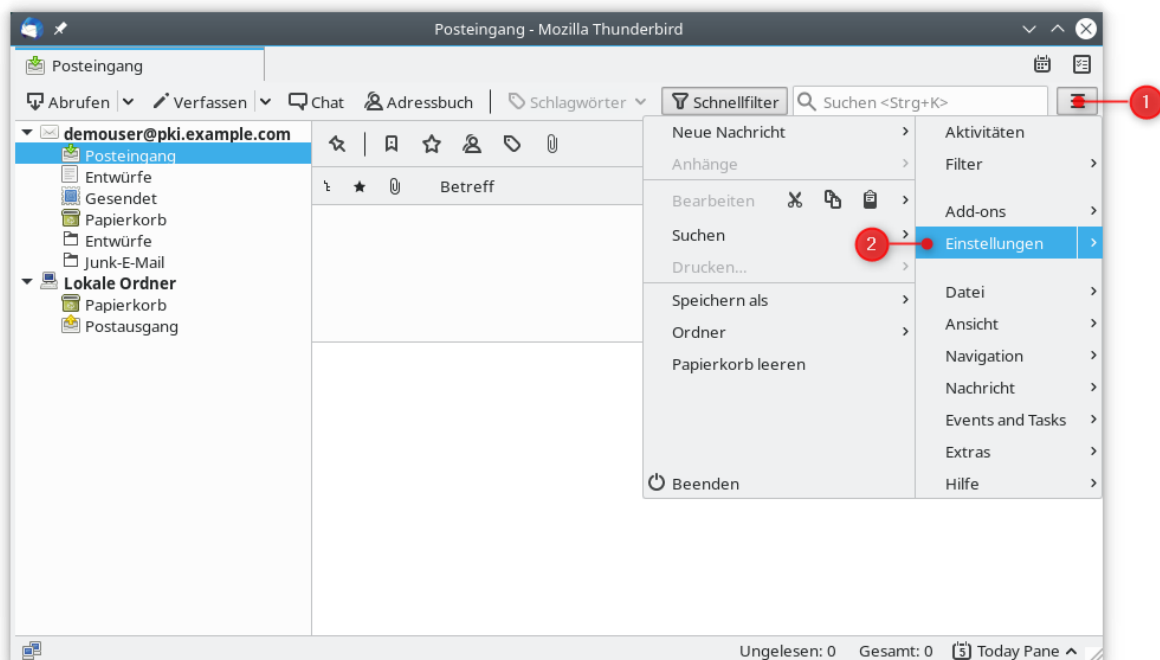 Posteingang - Mozilla Thunderbird
Posteingang
Abrufen Verfassen Chat Adressbuch Schlagwörter Schnellfilter Suchen <Strg+K>
1
demouser@pki.example.com
Posteingang
Entwürfe
Gesendet
Papierkorb
Entwürfe
Junk-E-Mail
Lokale Ordner
Papierkorb
Postausgang
Betreff
Neue Nachricht
Anhänge
Bearbeiten
Suchen
Drucken...
Speichern als
Ordner
Papierkorb leeren
Beenden
Aktivitäten
Filter
Add-ons
2
Einstellungen
Datei
Ansicht
Navigation
Nachricht
Events and Tasks
Extras
Hilfe
Ungelesen: 0 Gesamt: 0 5 Today Pane